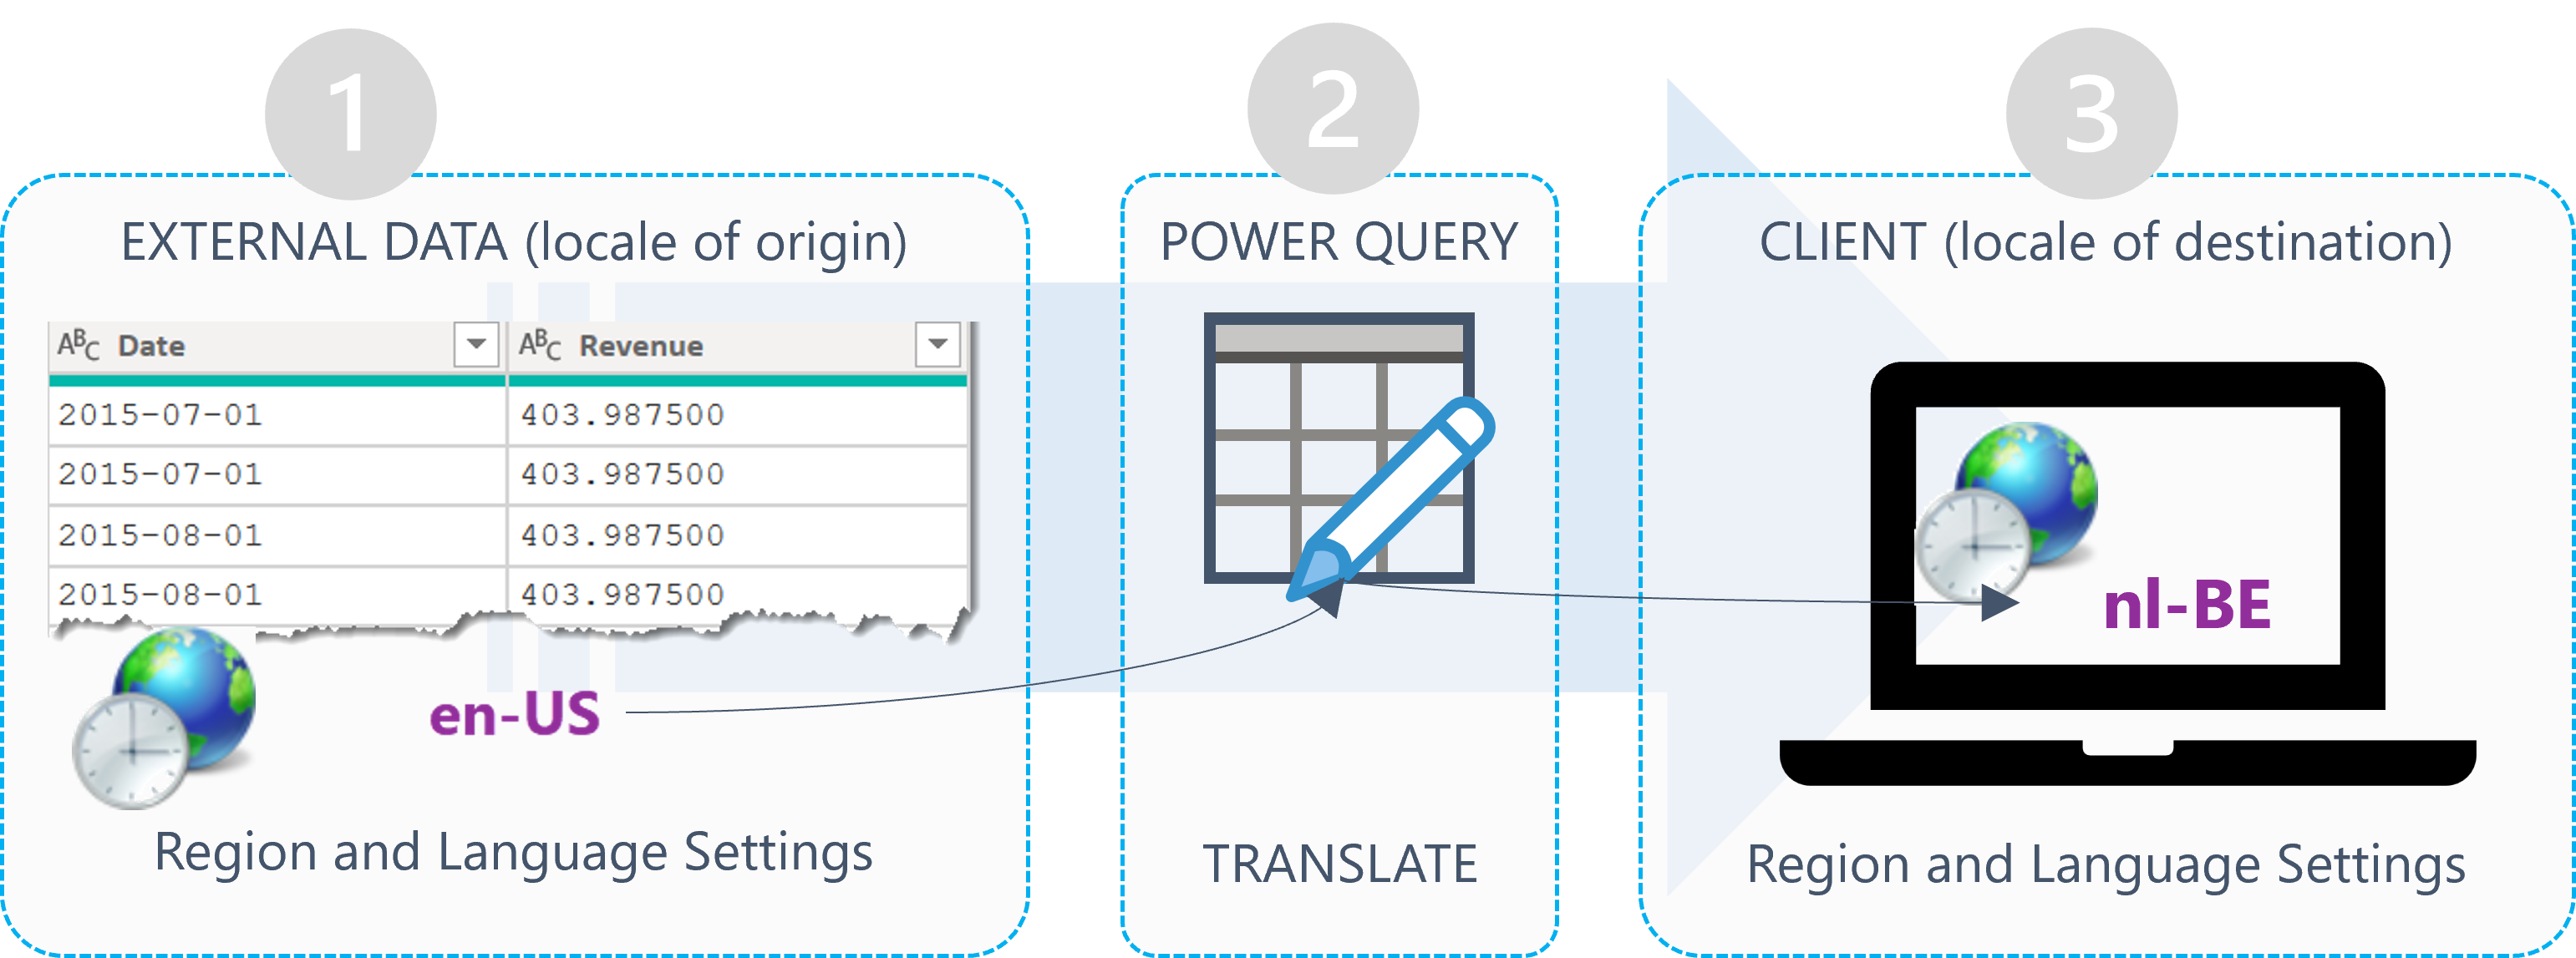 1
2
3
EXTERNAL DATA (locale of origin)
POWER QUERY
CLIENT (locale of destination)
ABC Date ABC Revenue
2015-07-01 403.987500
2015-07-01 403.987500
2015-08-01 403.987500
2015-08-01 403.987500
en-US
nl-BE
Region and Language Settings
TRANSLATE
Region and Language Settings